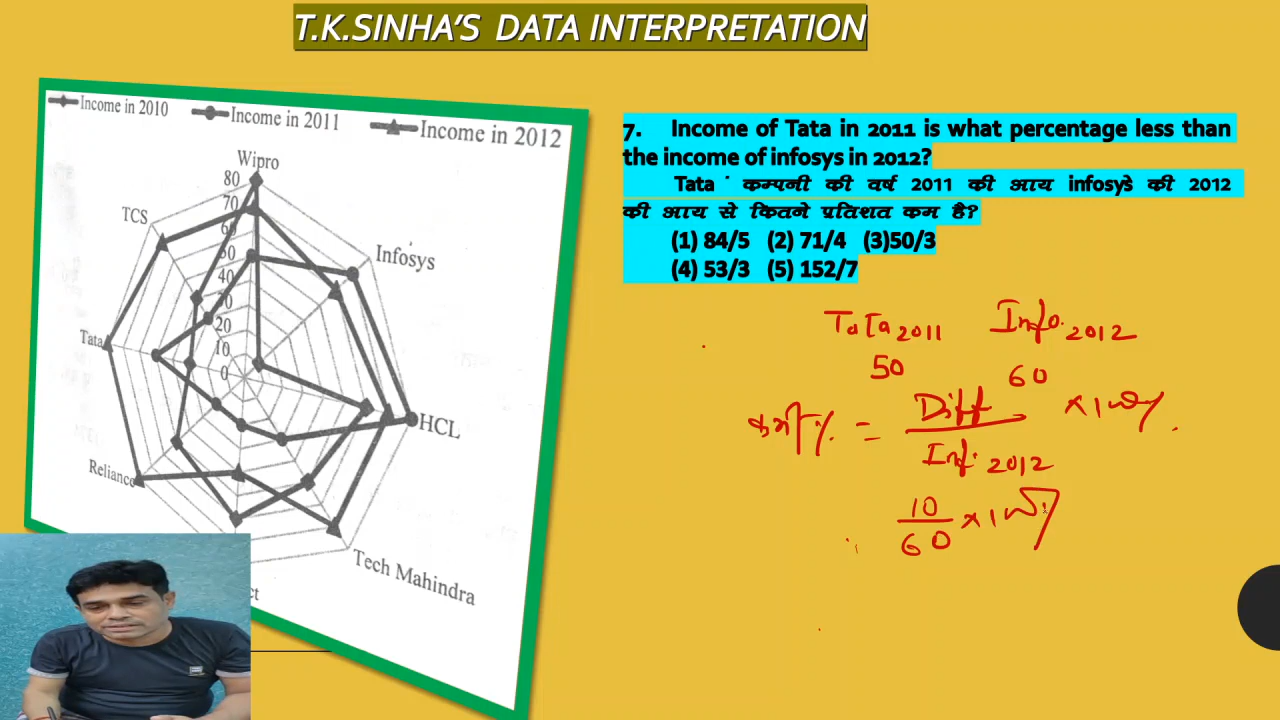 T.K.SINHA'S DATA INTERPRETATION
Income in 2010 Income in 2011 Income in 2012
Wipro
80
70
TCS
60
50
Infosys
40
30
20
Tata
10
0
HCL
Reliance
Tech Mahindra
ct
7. Income of Tata in 2011 is what percentage less than
the income of infosys in 2012?
Tata कम्पनी की वर्ष 2011 की आय infosys की 2012
की आय से कितने प्रतिशत कम है?
(1) 84/5 (2) 71/4 (3)50/3
(4) 53/3 (5) 152/7
TaTa 2011 Info. 2012
50 60
कमी % = Diff × 100%
Inf. 2012
10 × 100%
60